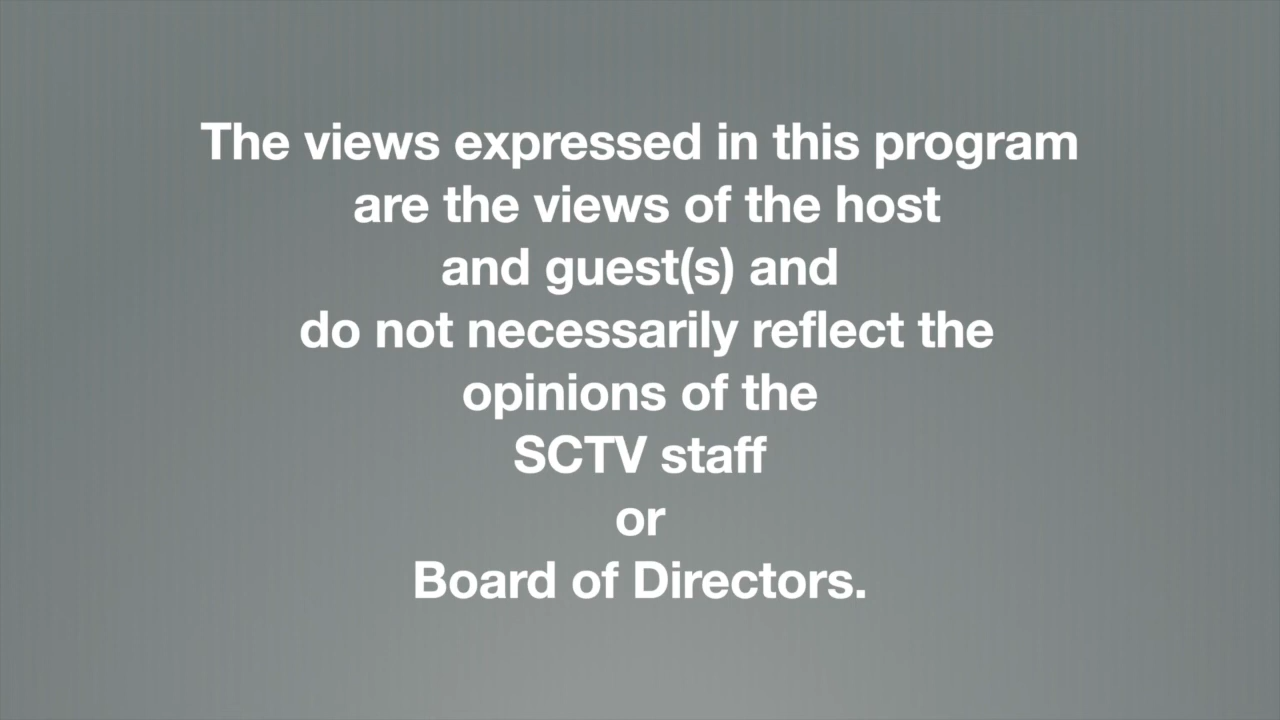 The views expressed in this program
are the views of the host
and guest(s) and
do not necessarily reflect the
opinions of the
SCTV staff
or
Board of Directors.